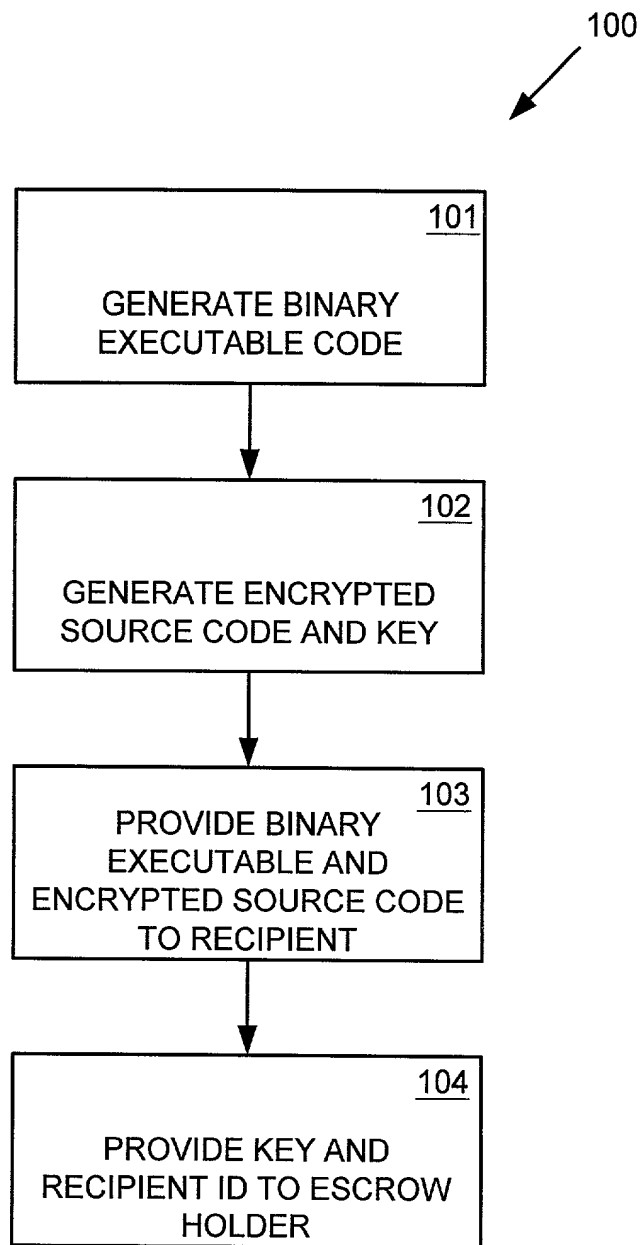 100
101
GENERATE BINARY
EXECUTABLE CODE
102
GENERATE ENCRYPTED
SOURCE CODE AND KEY
103
PROVIDE BINARY
EXECUTABLE AND
ENCRYPTED SOURCE CODE
TO RECIPIENT
104
PROVIDE KEY AND
RECIPIENT ID TO ESCROW
HOLDER